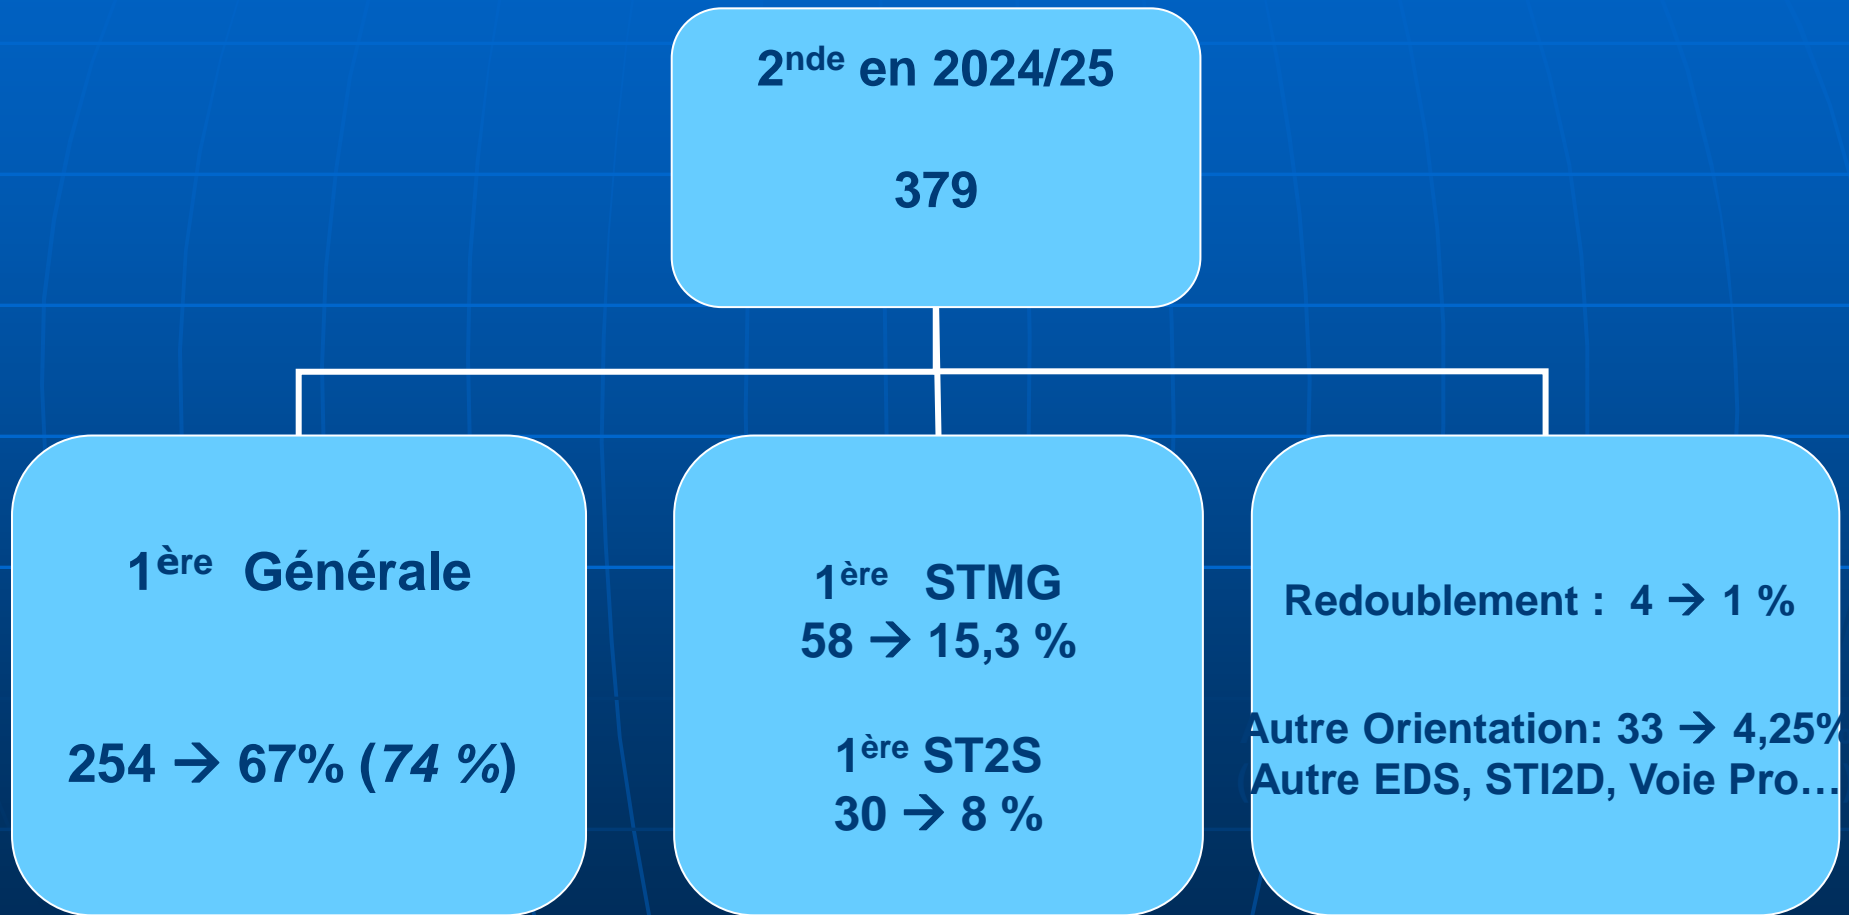 2nde en 2024/25
379
1ère Générale
254 → 67% (74 %)
1ère STMG
58 → 15,3 %
1ère ST2S
30 → 8 %
Redoublement : 4 → 1 %
Autre Orientation: 33 → 4,25%
(Autre EDS, STI2D, Voie Pro…